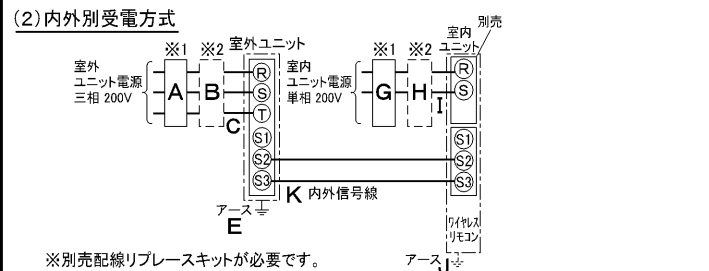 (2)内外別受電方式
※1
※2
室外ユニット
※1
※2
室内
ユニット
別売
室外
ユニット電源
三相 200V
A
B
C
R
S
T
S1
S2
S3
室内
ユニット電源
単相 200V
G
H
I
R
S
S1
S2
S3
K 内外信号線
アース
E
ワイヤレス
リモコン
アース
J
※別売配線リプレースキットが必要です。